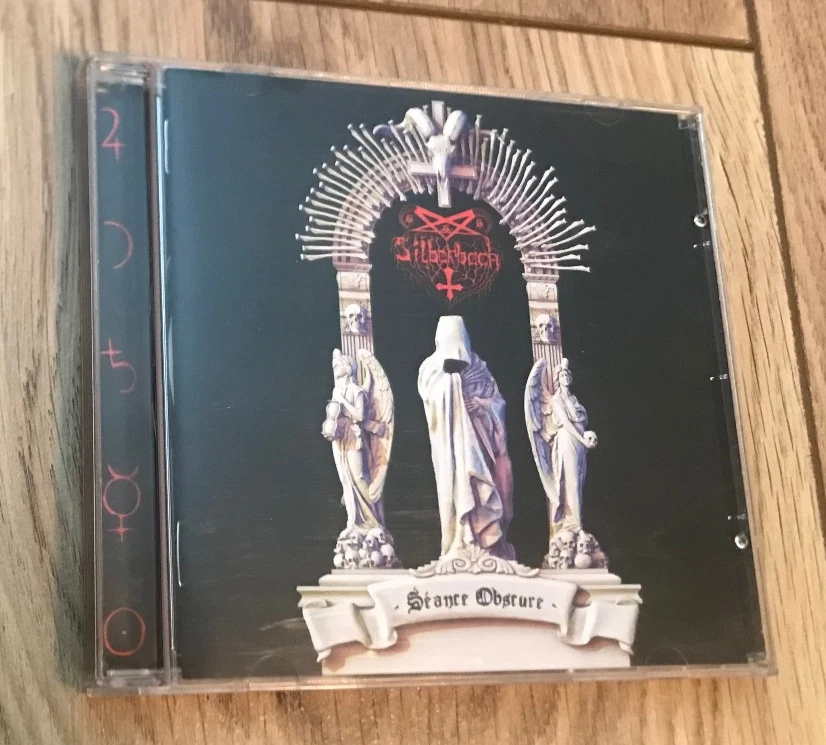 Silberbach
- Séance Obscure -
♃
☽
♄
☿
☉